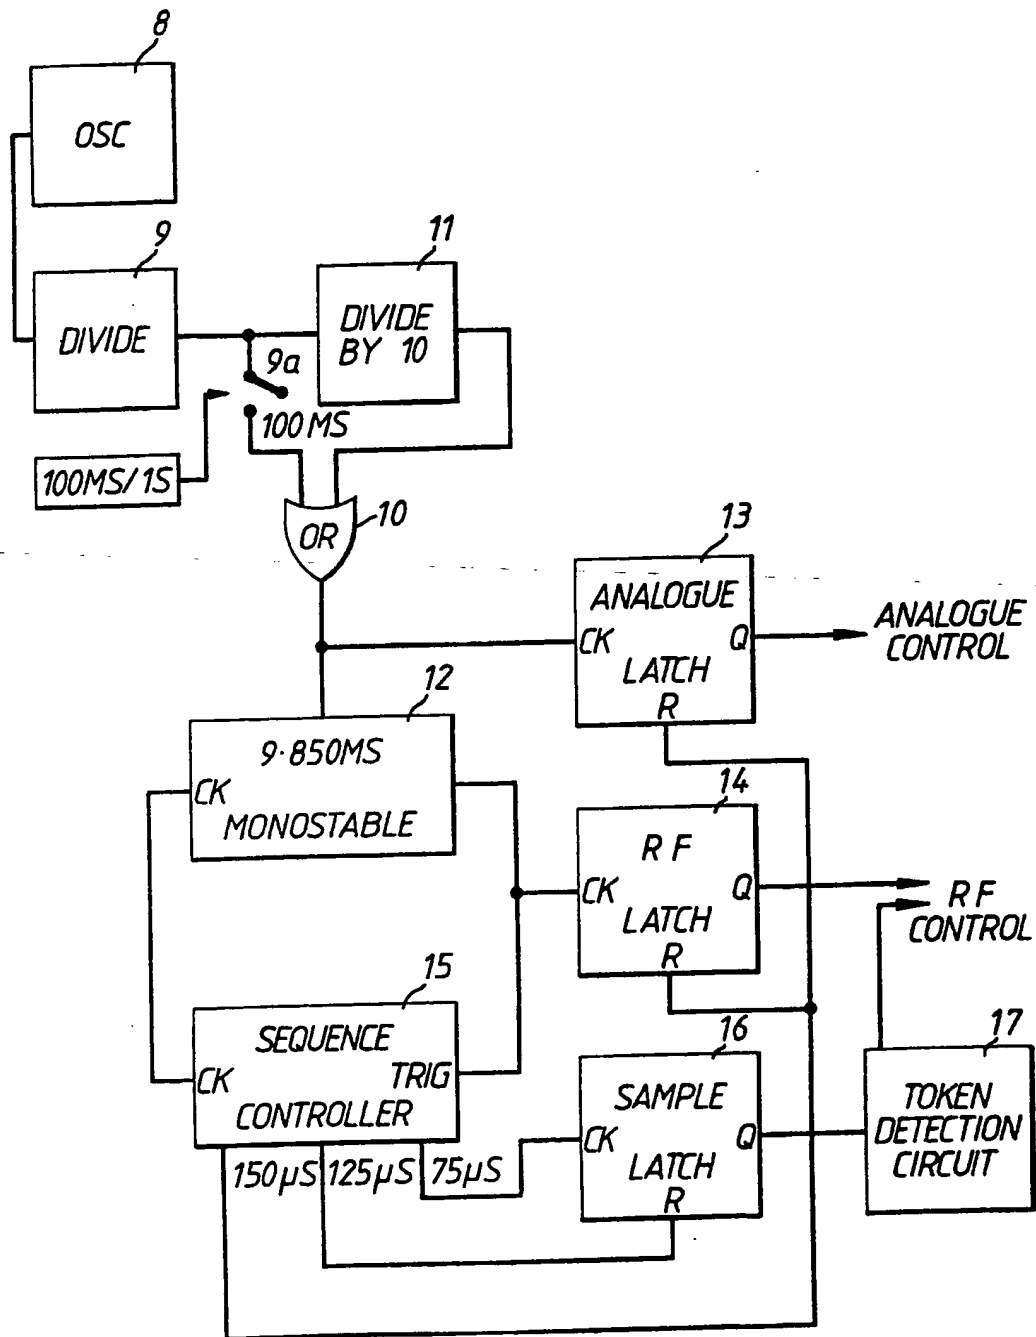 8
OSC
9
DIVIDE
11
DIVIDE
BY 10
9a
100 MS
100MS/1S
OR
10
13
ANALOGUE
CK
Q
LATCH
R
ANALOGUE
CONTROL
12
9·850MS
CK
MONOSTABLE
14
RF
CK
Q
LATCH
R
RF
CONTROL
15
SEQUENCE
CK
TRIG
CONTROLLER
150µS
125µS
75µS
16
SAMPLE
CK
Q
LATCH
R
17
TOKEN
DETECTION
CIRCUIT